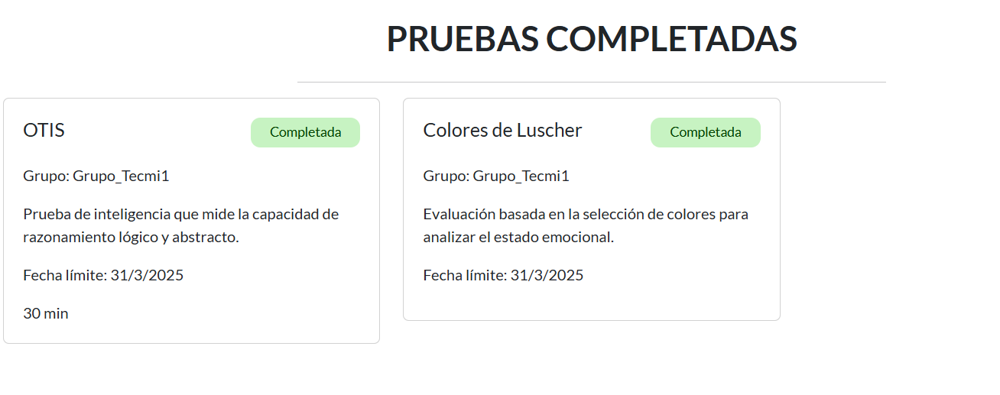 PRUEBAS COMPLETADAS
OTIS
Completada
Grupo: Grupo_Tecmi1
Prueba de inteligencia que mide la capacidad de
razonamiento lógico y abstracto.
Fecha límite: 31/3/2025
30 min
Colores de Luscher
Completada
Grupo: Grupo_Tecmi1
Evaluación basada en la selección de colores para
analizar el estado emocional.
Fecha límite: 31/3/2025